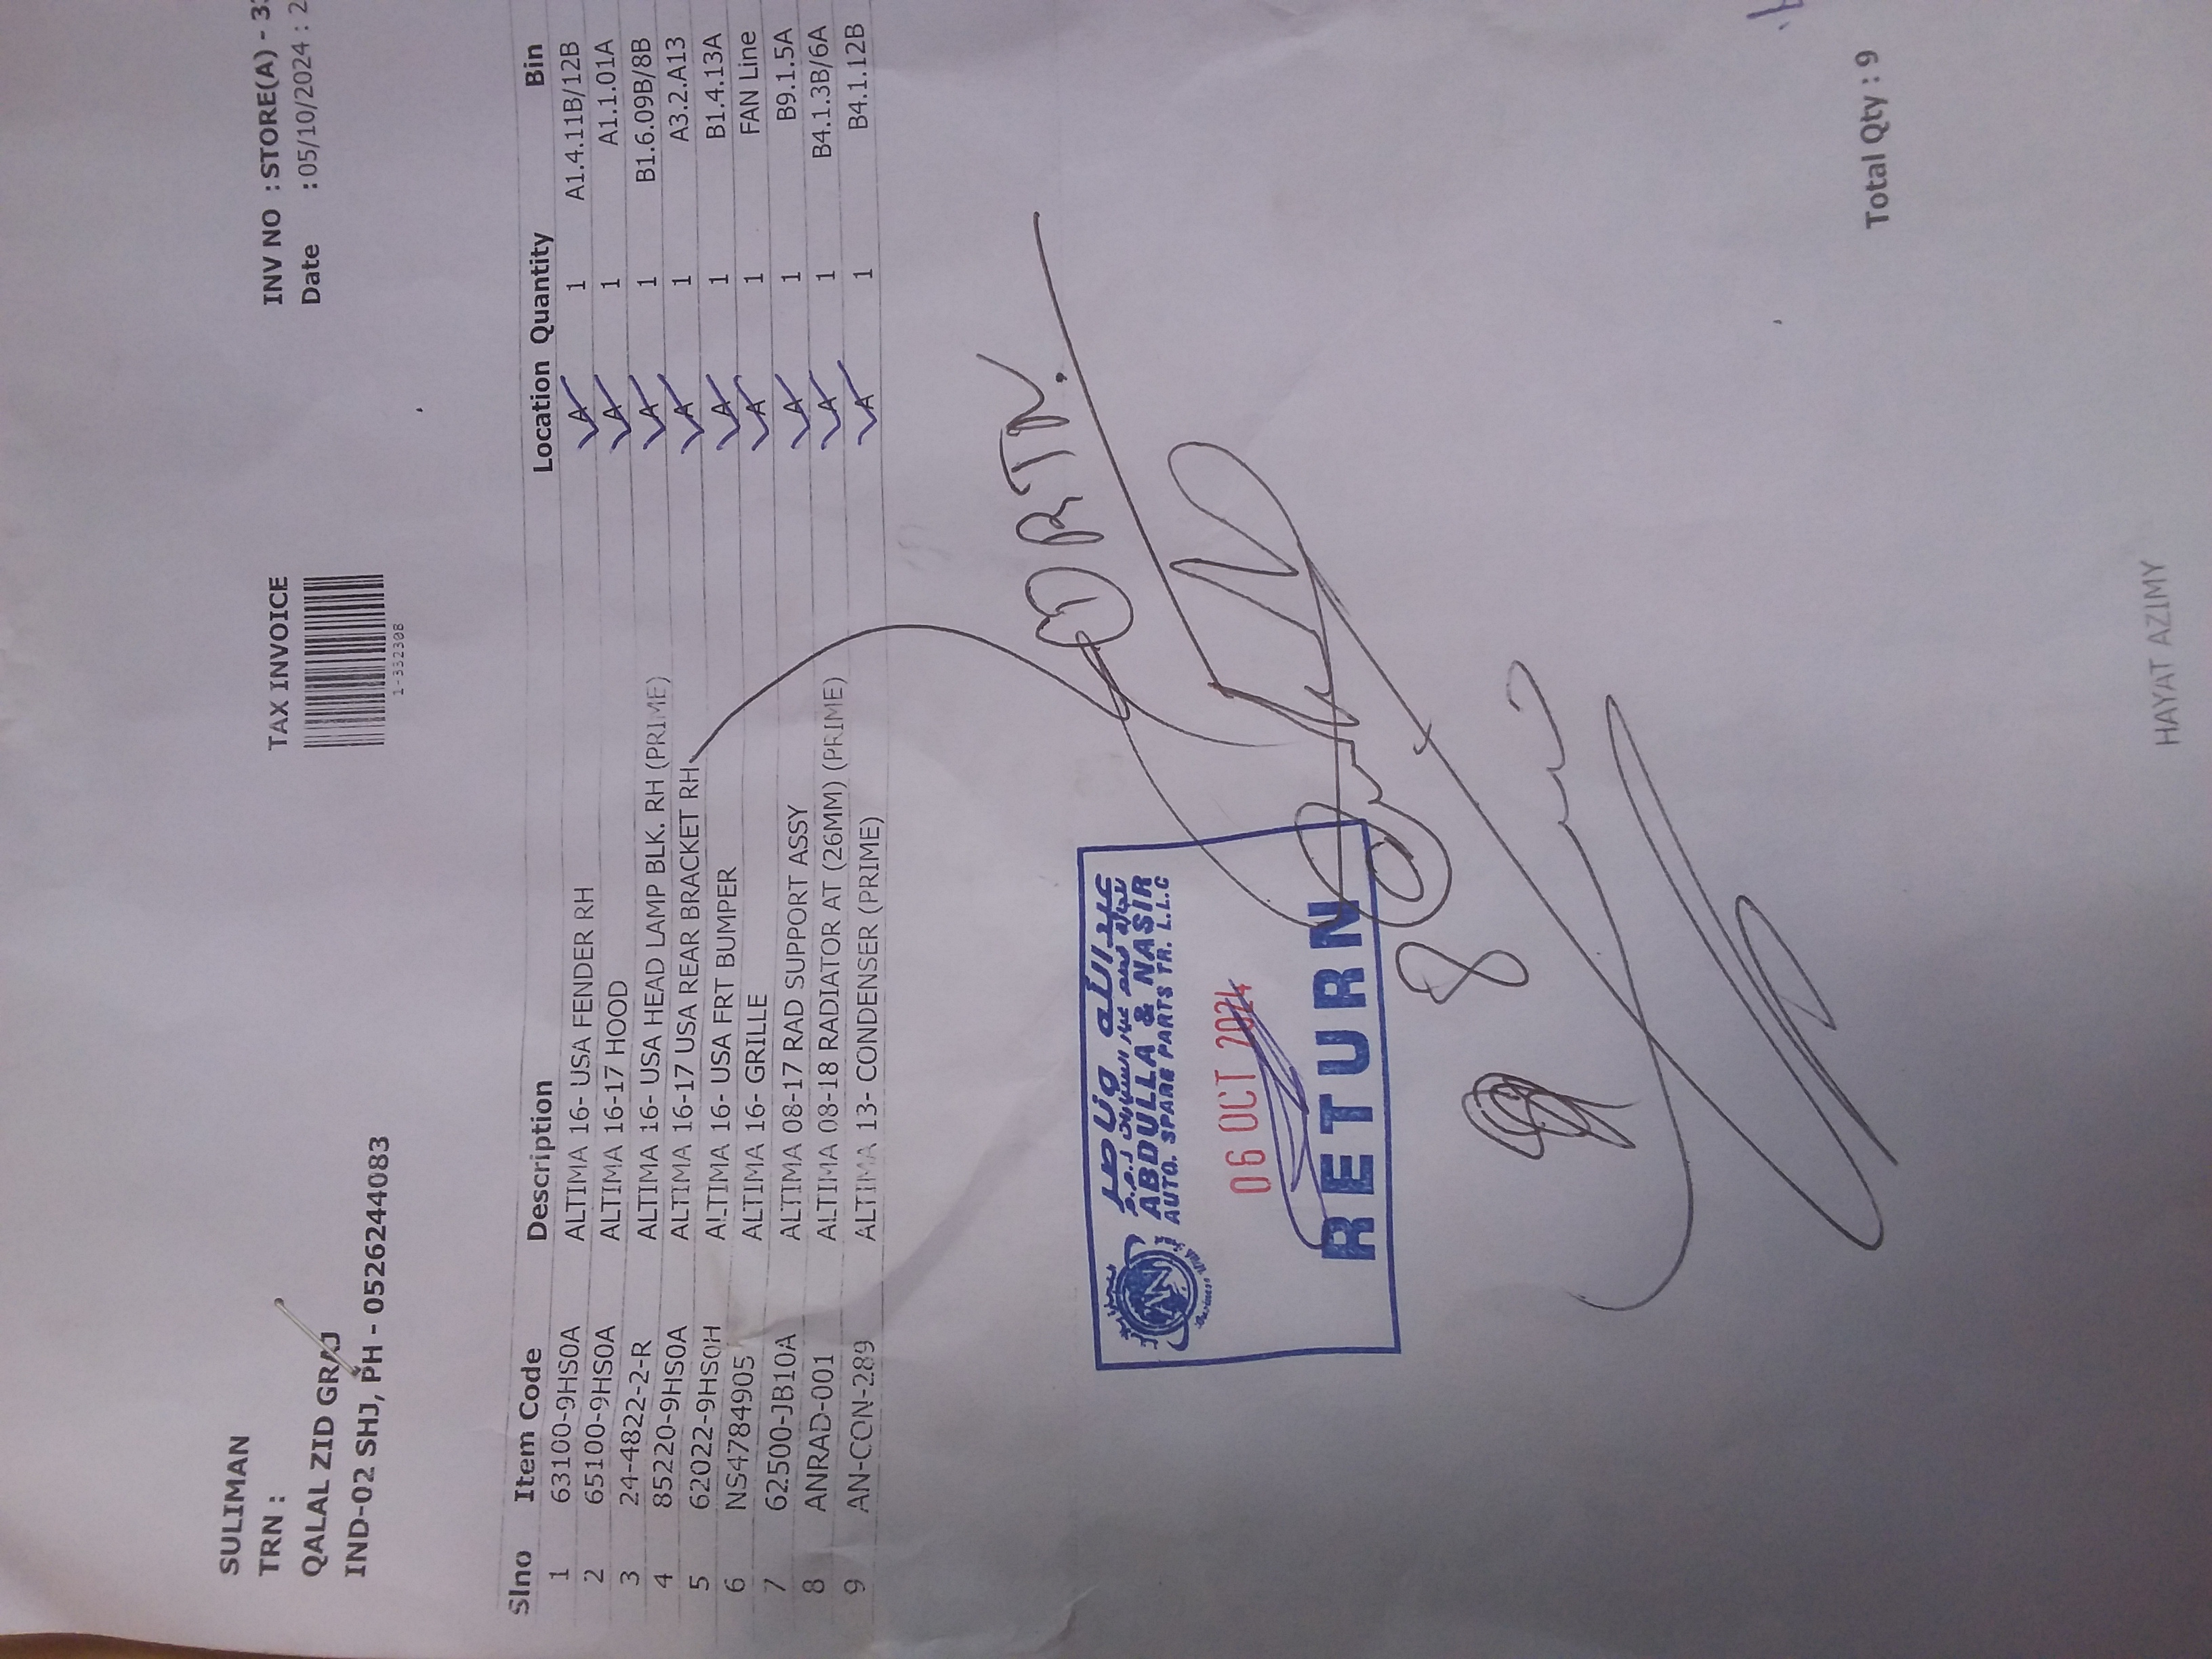 TAX INVOICE
1-332308
SULIMAN
TRN :
QALAL ZID GRAJ
IND-02 SHJ, PH - 0526244083
INV NO : STORE(A) - 33
Date : 05/10/2024 : 2
Slno Item Code Description Location Quantity Bin
1 63100-9HS0A ALTIMA 16- USA FENDER RH A 1 A1.4.11B/12B
2 65100-9HS0A ALTIMA 16-17 HOOD A 1 A1.1.01A
3 24-4822-2-R ALTIMA 16- USA HEAD LAMP BLK. RH (PRIME) A 1 B1.6.09B/8B
4 85220-9HS0A ALTIMA 16-17 USA REAR BRACKET RH A 1 A3.2.A13
5 62022-9HS0H ALTIMA 16- USA FRT BUMPER A 1 B1.4.13A
6 NS4784905 ALTIMA 16- GRILLE A 1 FAN Line
7 62500-JB10A ALTIMA 08-17 RAD SUPPORT ASSY A 1 B9.1.5A
8 ANRAD-001 ALTIMA 08-18 RADIATOR AT (26MM) (PRIME) A 1 B4.1.3B/6A
9 AN-CON-289 ALTIMA 13- CONDENSER (PRIME) A 1 B4.1.12B
RTN.
ABDULLA & NASIR
AUTO. SPARE PARTS TR. L.L.C
AN
06 OCT 2024
RETURN
8
Total Qty : 9
HAYAT AZIMY